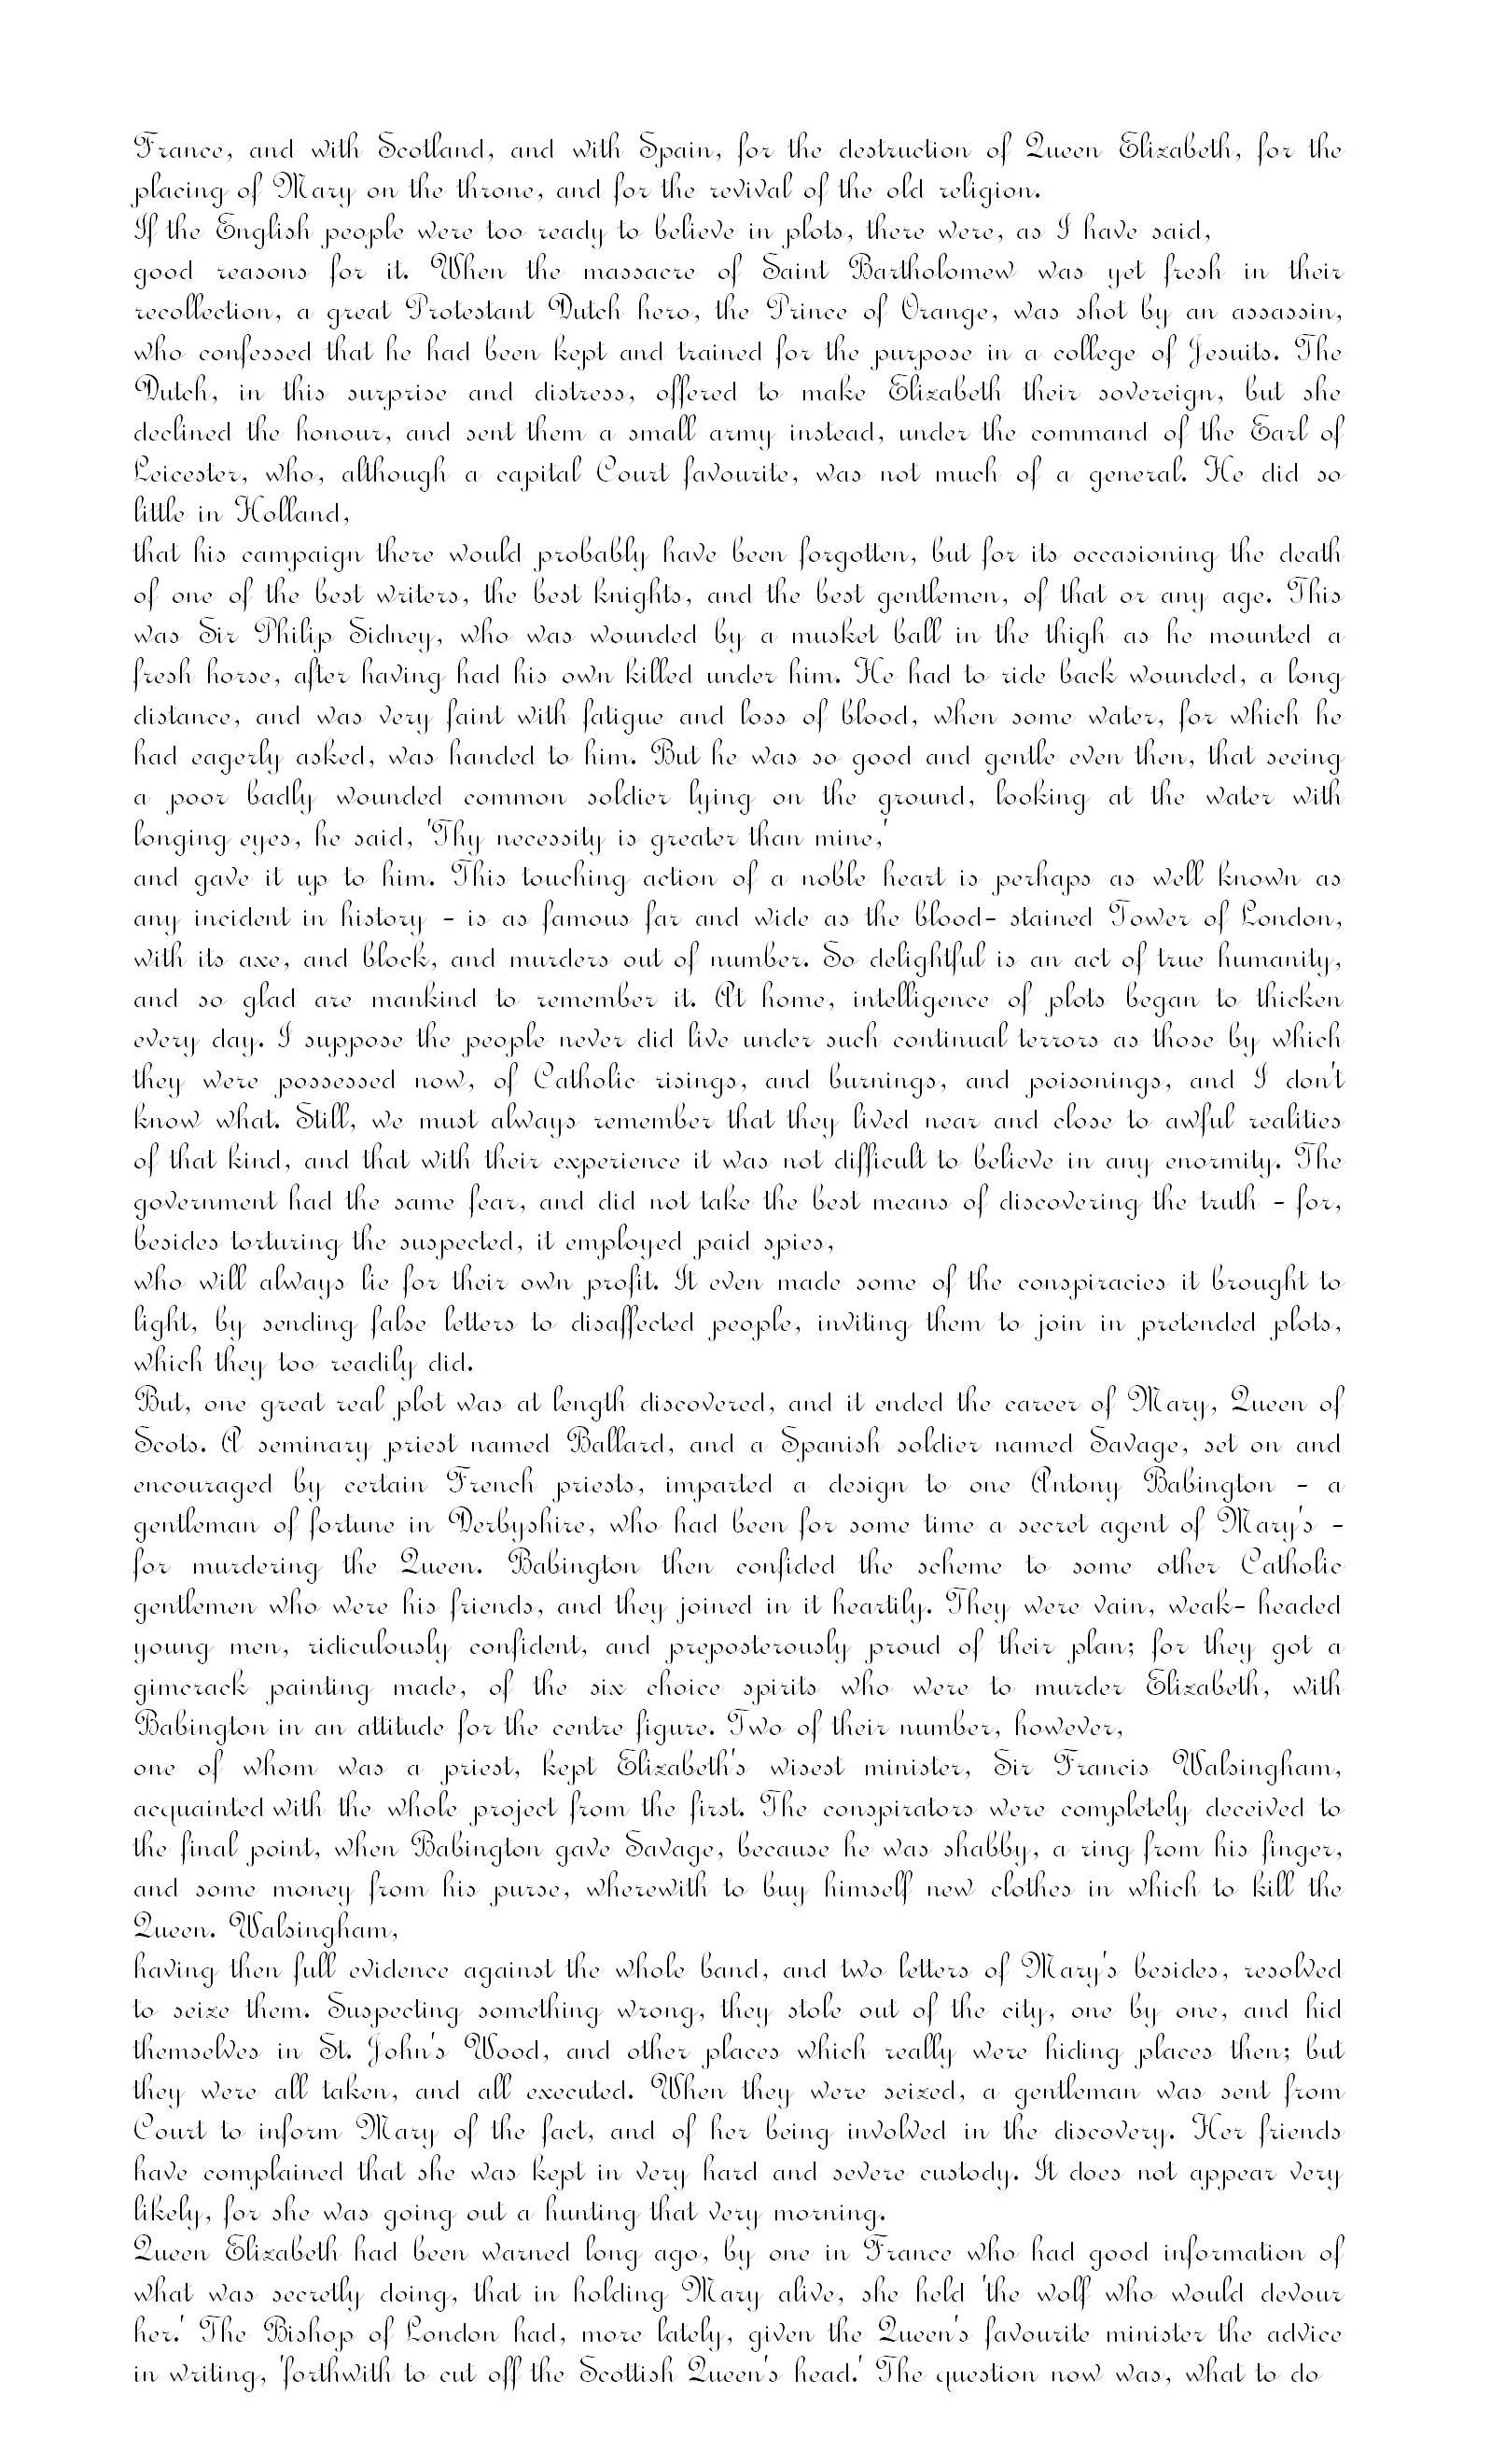 France, and with Scotland, and with Spain, for the destruction of Queen Elizabeth, for the
placing of Mary on the throne, and for the revival of the old religion.
If the English people were too ready to believe in plots, there were, as I have said,
good reasons for it. When the massacre of Saint Bartholomew was yet fresh in their
recollection, a great Protestant Dutch hero, the Prince of Orange, was shot by an assassin,
who confessed that he had been kept and trained for the purpose in a college of Jesuits. The
Dutch, in this surprise and distress, offered to make Elizabeth their sovereign, but she
declined the honour, and sent them a small army instead, under the command of the Earl of
Leicester, who, although a capital Court favourite, was not much of a general. He did so
little in Holland,
that his campaign there would probably have been forgotten, but for its occasioning the death
of one of the best writers, the best knights, and the best gentlemen, of that or any age. This
was Sir Philip Sidney, who was wounded by a musket ball in the thigh as he mounted a
fresh horse, after having had his own killed under him. He had to ride back wounded, a long
distance, and was very faint with fatigue and loss of blood, when some water, for which he
had eagerly asked, was handed to him. But he was so good and gentle even then, that seeing
a poor badly wounded common soldier lying on the ground, looking at the water with
longing eyes, he said, 'Thy necessity is greater than mine,'
and gave it up to him. This touching action of a noble heart is perhaps as well known as
any incident in history - is as famous far and wide as the blood- stained Tower of London,
with its axe, and block, and murders out of number. So delightful is an act of true humanity,
and so glad are mankind to remember it. At home, intelligence of plots began to thicken
every day. I suppose the people never did live under such continual terrors as those by which
they were possessed now, of Catholic risings, and burnings, and poisonings, and I don't
know what. Still, we must always remember that they lived near and close to awful realities
of that kind, and that with their experience it was not difficult to believe in any enormity. The
government had the same fear, and did not take the best means of discovering the truth - for,
besides torturing the suspected, it employed paid spies,
who will always lie for their own profit. It even made some of the conspiracies it brought to
light, by sending false letters to disaffected people, inviting them to join in pretended plots,
which they too readily did.
But, one great real plot was at length discovered, and it ended the career of Mary, Queen of
Scots. A seminary priest named Ballard, and a Spanish soldier named Savage, set on and
encouraged by certain French priests, imparted a design to one Antony Babington - a
gentleman of fortune in Derbyshire, who had been for some time a secret agent of Mary's -
for murdering the Queen. Babington then confided the scheme to some other Catholic
gentlemen who were his friends, and they joined in it heartily. They were vain, weak- headed
young men, ridiculously confident, and preposterously proud of their plan; for they got a
gimcrack painting made, of the six choice spirits who were to murder Elizabeth, with
Babington in an attitude for the centre figure. Two of their number, however,
one of whom was a priest, kept Elizabeth's wisest minister, Sir Francis Walsingham,
acquainted with the whole project from the first. The conspirators were completely deceived to
the final point, when Babington gave Savage, because he was shabby, a ring from his finger,
and some money from his purse, wherewith to buy himself new clothes in which to kill the
Queen. Walsingham,
having then full evidence against the whole band, and two letters of Mary's besides, resolved
to seize them. Suspecting something wrong, they stole out of the city, one by one, and hid
themselves in St. John's Wood, and other places which really were hiding places then; but
they were all taken, and all executed. When they were seized, a gentleman was sent from
Court to inform Mary of the fact, and of her being involved in the discovery. Her friends
have complained that she was kept in very hard and severe custody. It does not appear very
likely, for she was going out a hunting that very morning.
Queen Elizabeth had been warned long ago, by one in France who had good information of
what was secretly doing, that in holding Mary alive, she held 'the wolf who would devour
her.' The Bishop of London had, more lately, given the Queen's favourite minister the advice
in writing, 'forthwith to cut off the Scottish Queen's head.' The question now was, what to do